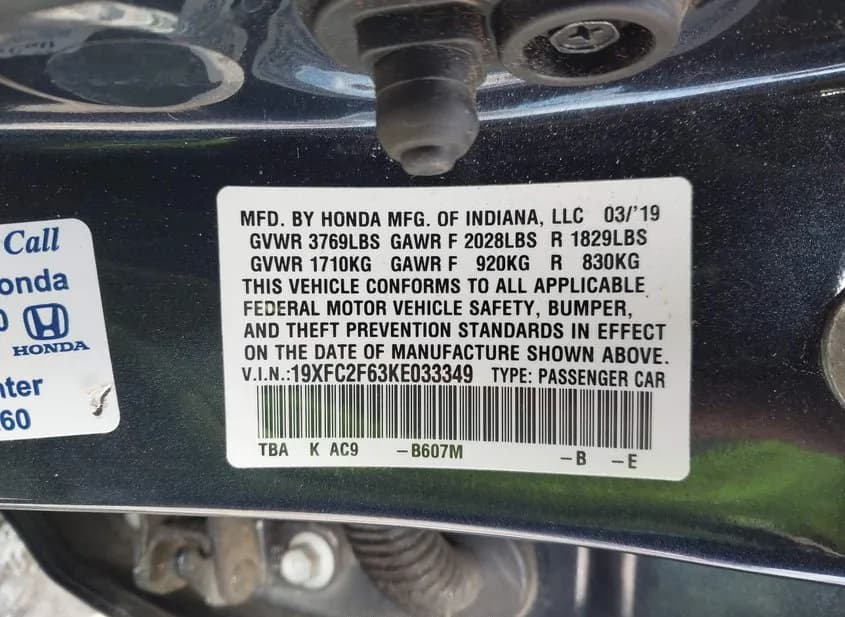 MFD. BY HONDA MFG. OF INDIANA, LLC 03/'19
GVWR 3769LBS GAWR F 2028LBS R 1829LBS
GVWR 1710KG GAWR F 920KG R 830KG
THIS VEHICLE CONFORMS TO ALL APPLICABLE
FEDERAL MOTOR VEHICLE SAFETY, BUMPER,
AND THEFT PREVENTION STANDARDS IN EFFECT
ON THE DATE OF MANUFACTURE SHOWN ABOVE.
V.I.N.:19XFC2F63KE033349 TYPE: PASSENGER CAR
TBA K AC9 –B607M –B –E
Call
onda
0
HONDA
nter
60